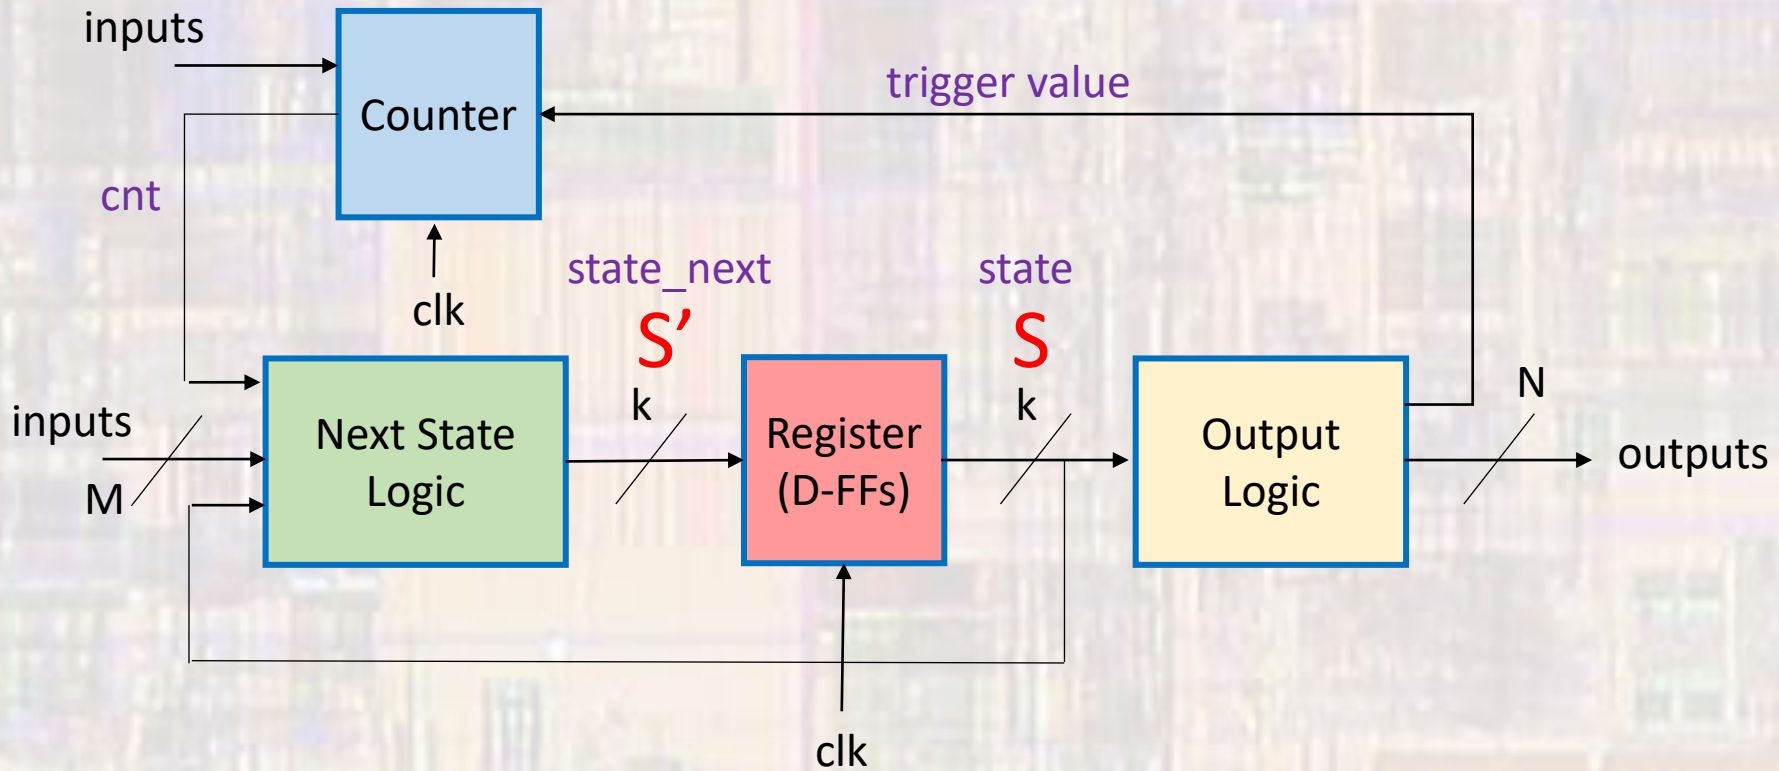 inputs
Counter
trigger value
cnt
clk
state_next
S’
k
state
S
k
N
inputs
M
Next State
Logic
Register
(D-FFs)
Output
Logic
outputs
clk